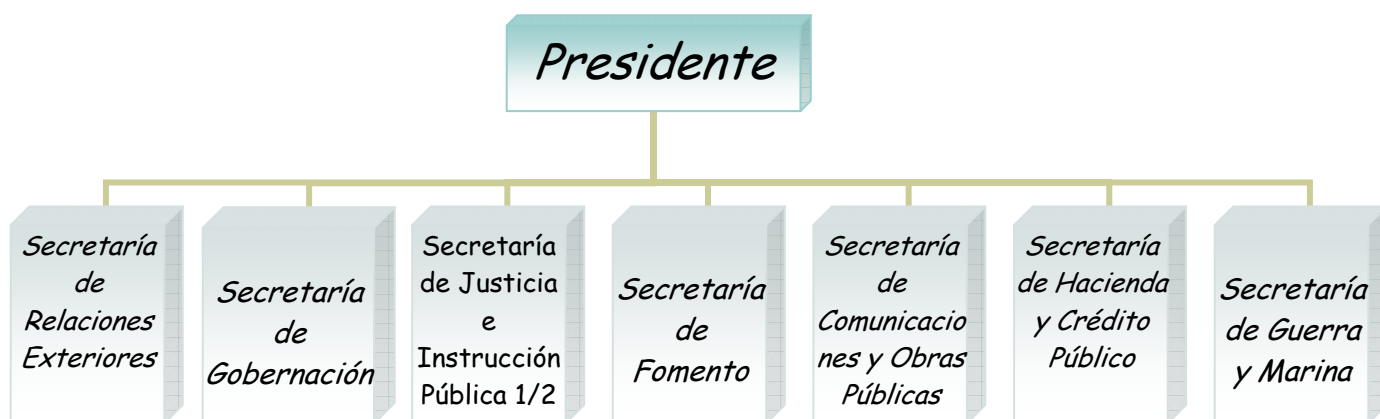 Presidente
Secretaría
de
Relaciones
Exteriores
Secretaría
de
Gobernación
Secretaría
de Justicia
e
Instrucción
Pública 1/2
Secretaría
de
Fomento
Secretaría
de
Comunicacio
nes y Obras
Públicas
Secretaría
de Hacienda
y Crédito
Público
Secretaría
de Guerra
y Marina